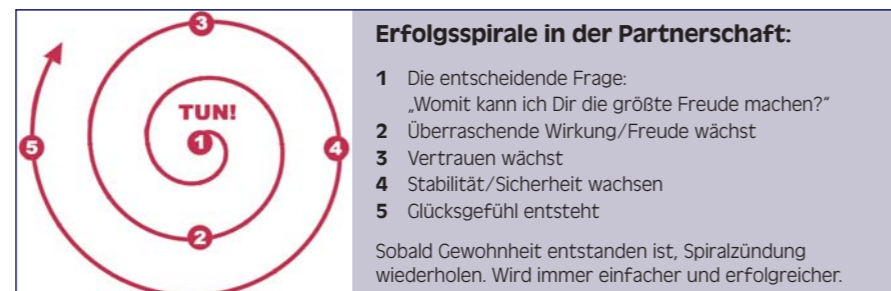 3
TUN!
1
5
4
2
Erfolgsspirale in der Partnerschaft:
1 Die entscheidende Frage:
„Womit kann ich Dir die größte Freude machen?“
2 Überraschende Wirkung/Freude wächst
3 Vertrauen wächst
4 Stabilität/Sicherheit wachsen
5 Glücksgefühl entsteht
Sobald Gewohnheit entstanden ist, Spiralzündung
wiederholen. Wird immer einfacher und erfolgreicher.